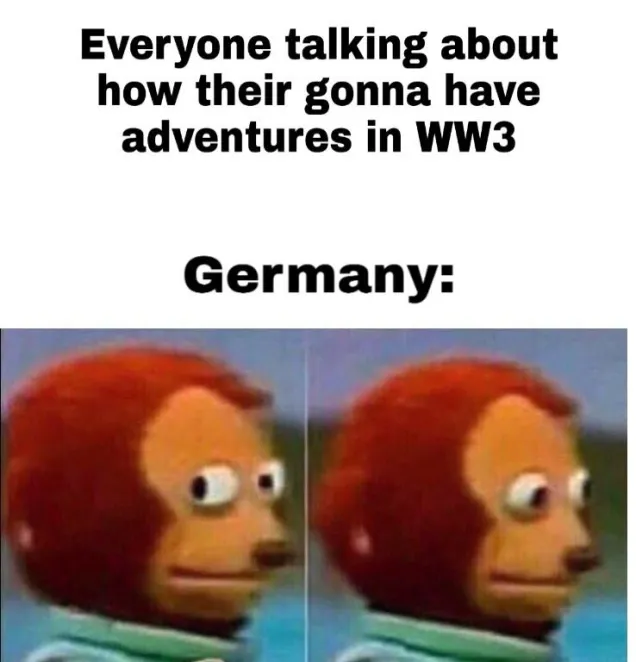 Everyone talking about
how their gonna have
adventures in WW3
Germany: